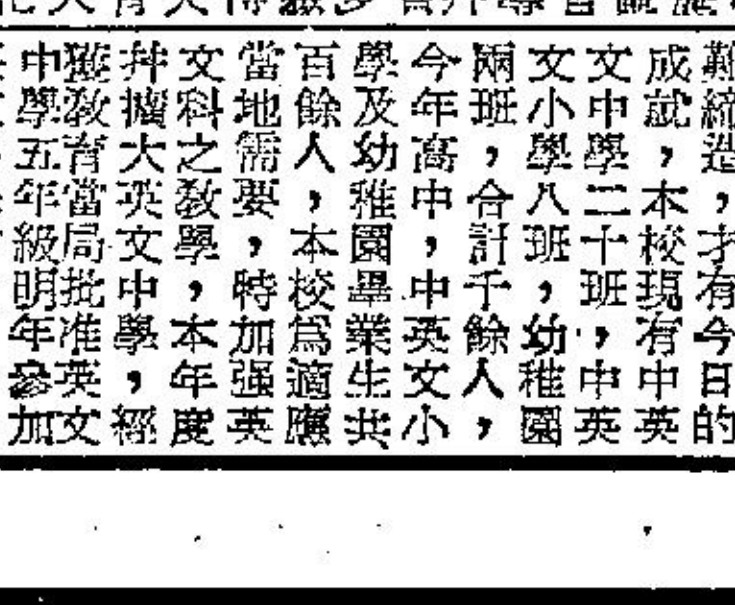 難締造，才有今日的
成就，本校現有中英
文中學二十班，中英
文小學八班，幼稚園
兩班，合計千餘人，
今年高中，中英文小
學及幼稚園畢業生共
百餘人，本校爲適應
當地需要，特加强英
文科之教學，本年度
并擴大英文中學，經
獲教育當局批准英文
中學五年級明年參加